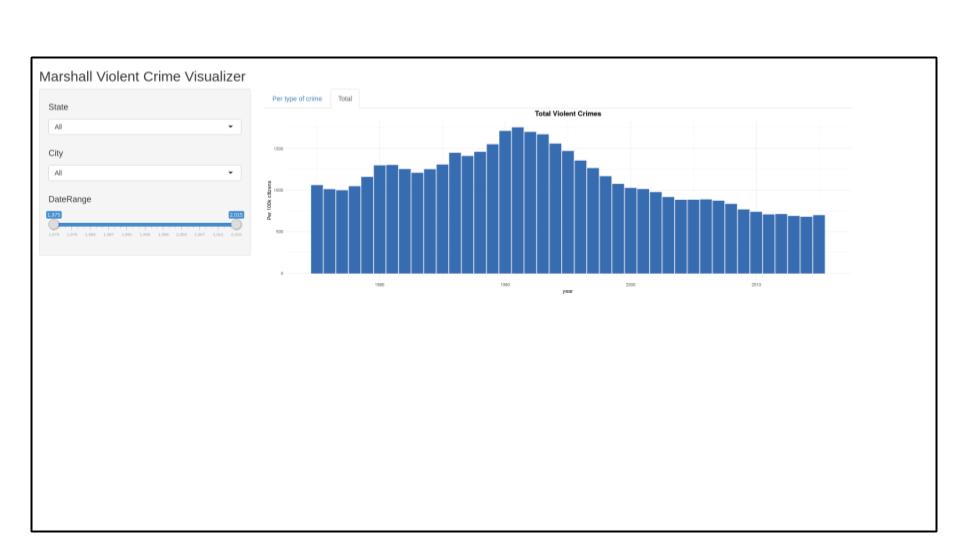 Marshall Violent Crime Visualizer
State
All
City
All
DateRange
1,975
2,015
Per type of crime
Total
Total Violent Crimes
Per 100k citizens
1500
1000
500
0
1980
1990
2000
2010
year